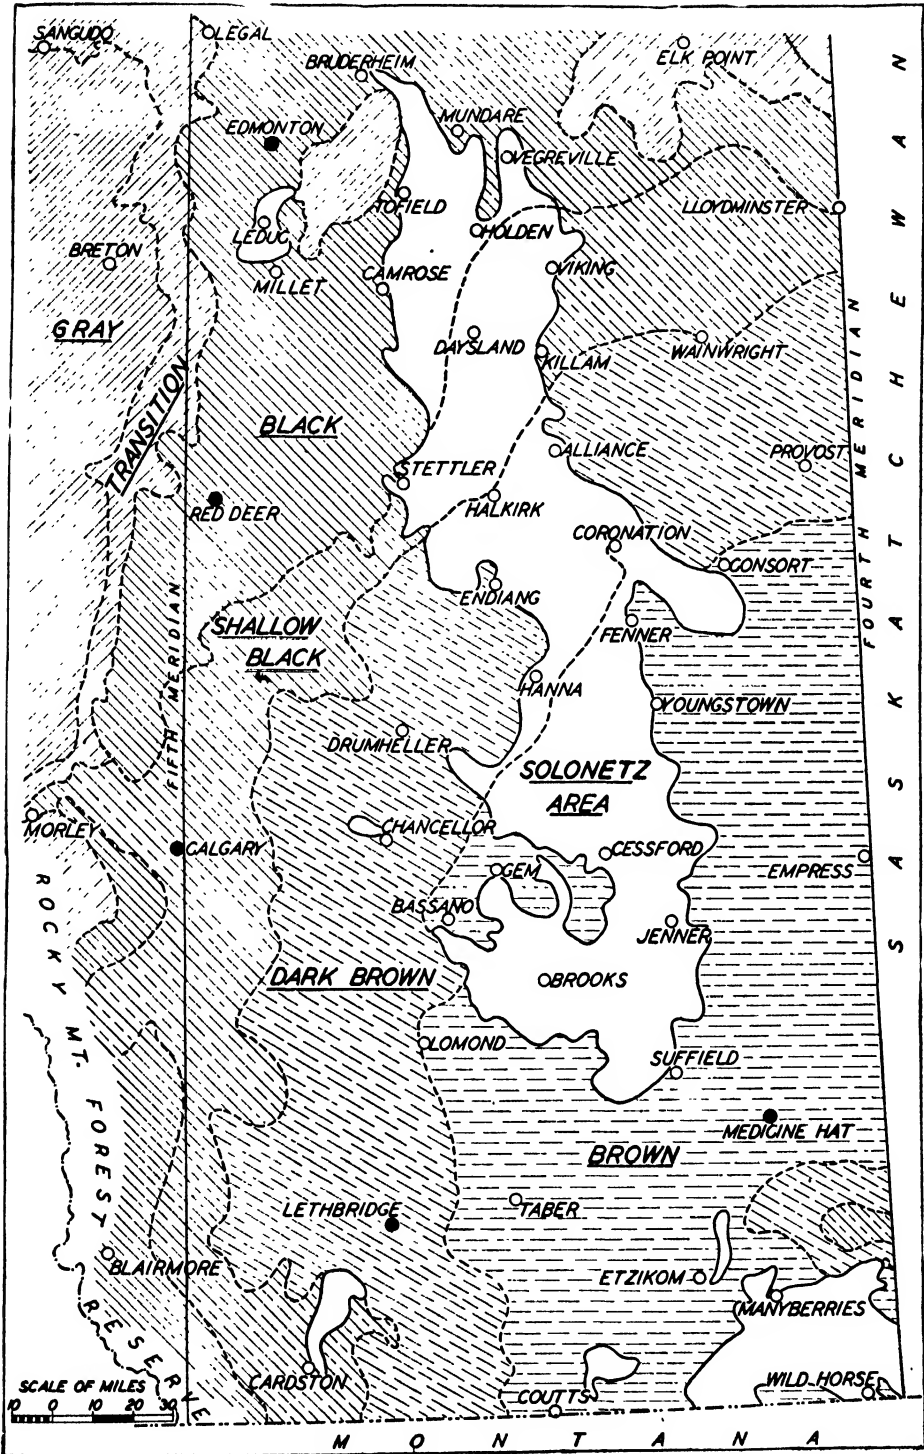 SANGUDO
LEGAL
BRUDERHEIM
ELK POINT
EDMONTON
MUNDARE
VEGREVILLE
TOFIELD
LLOYDMINSTER
LEDUC
HOLDEN
BRETON
MILLET
CAMROSE
VIKING
GRAY
DAYSLAND
KILLAM
WAINWRIGHT
TRANSITION
BLACK
ALLIANCE
PROVOST
STETTLER
RED DEER
HALKIRK
CORONATION
CONSORT
ENDIANG
SHALLOW
BLACK
FENNER
HANNA
YOUNGSTOWN
DRUMHELLER
SOLONETZ
AREA
MORLEY
CALGARY
CHANCELLOR
CESSFORD
GEM
EMPRESS
BASSANO
JENNER
DARK BROWN
BROOKS
LOMOND
SUFFIELD
MEDICINE HAT
BROWN
LETHBRIDGE
TABER
BLAIRMORE
ETZIKOM
MANYBERRIES
CARDSTON
COUTTS
WILD HORSE
FIFTH MERIDIAN
FOURTH MERIDIAN
SASKATCHEWAN
ROCKY MT. FOREST RESERVE
SCALE OF MILES
10 0 10 20 30
MONTANA